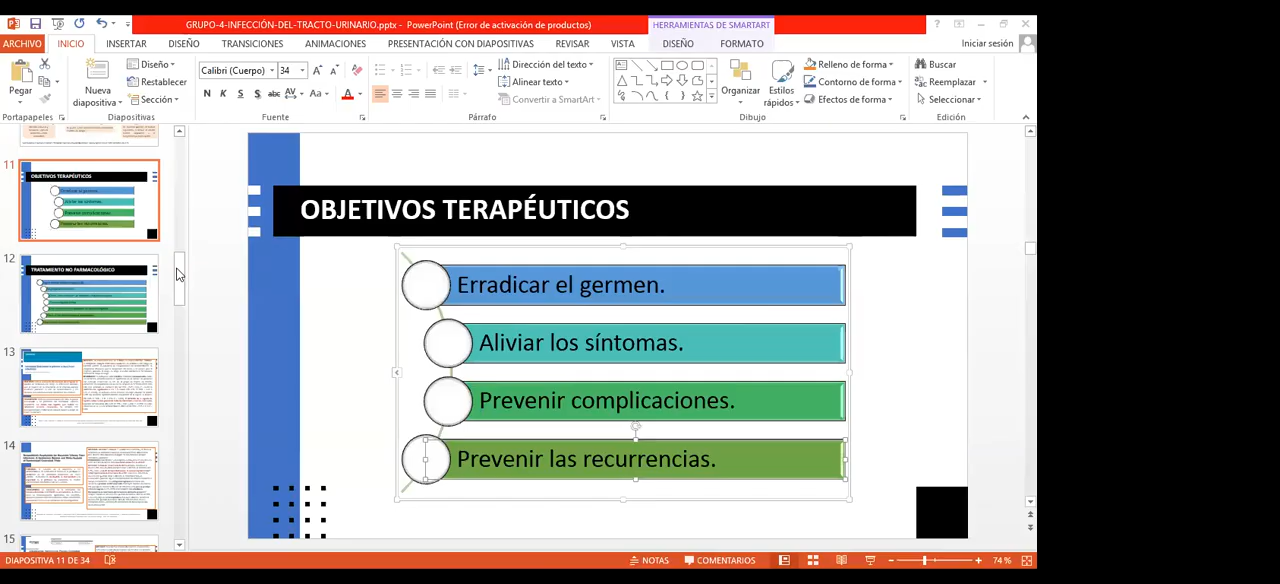 GRUPO-4-INFECCIÓN-DEL-TRACTO-URINARIO.pptx - PowerPoint (Error de activación de productos)
HERRAMIENTAS DE SMARTART
ARCHIVO INICIO INSERTAR DISEÑO TRANSICIONES ANIMACIONES PRESENTACIÓN CON DIAPOSITIVAS REVISAR VISTA DISEÑO FORMATO Iniciar sesión
Pegar
Nueva diapositiva
Diseño
Restablecer
Sección
Calibri (Cuerpo) 34
N K S S abc AV Aa A
Dirección del texto
Alinear texto
Convertir a SmartArt
Organizar
Estilos rápidos
Relleno de forma
Contorno de forma
Efectos de forma
Buscar
Reemplazar
Seleccionar
Portapapeles Diapositivas Fuente Párrafo Dibujo Edición
11
OBJETIVOS TERAPÉUTICOS
12
TRATAMIENTO NO FARMACOLÓGICO
13
14
15
OBJETIVOS TERAPÉUTICOS
Erradicar el germen.
Aliviar los síntomas.
Prevenir complicaciones.
Prevenir las recurrencias.
DIAPOSITIVA 11 DE 34 NOTAS COMENTARIOS 74 %